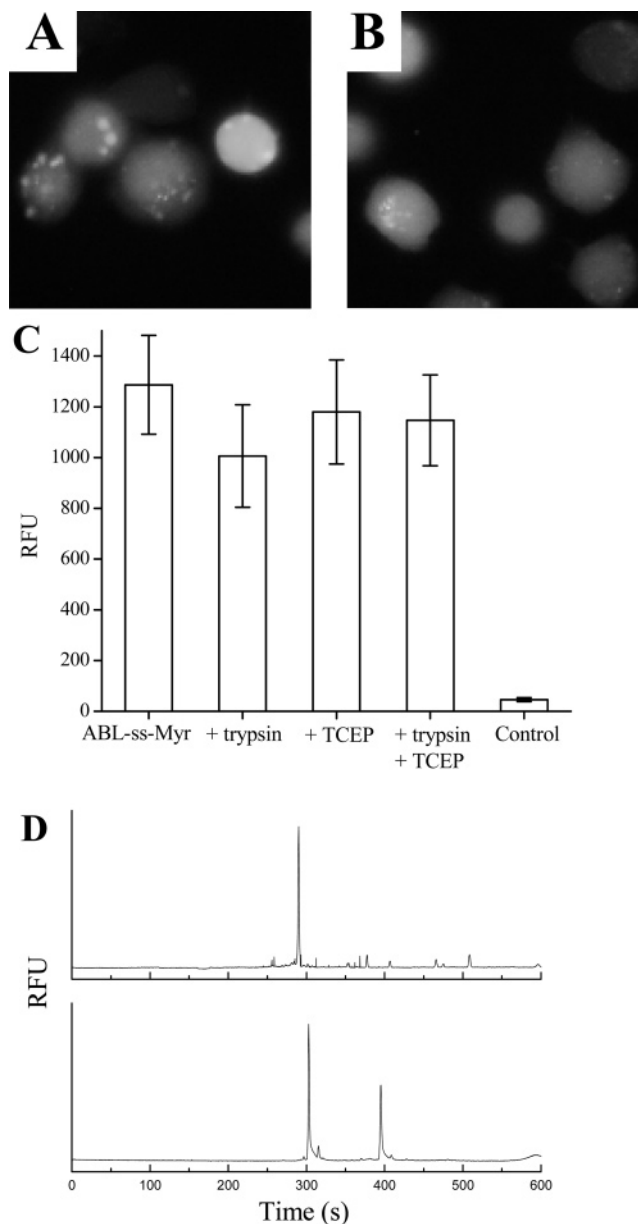 A
B
C
1400
1200
1000
800
600
400
200
0
RFU
ABL-ss-Myr + trypsin + TCEP + trypsin Control
+ TCEP
D
RFU
0 100 200 300 400 500 600
Time (s)